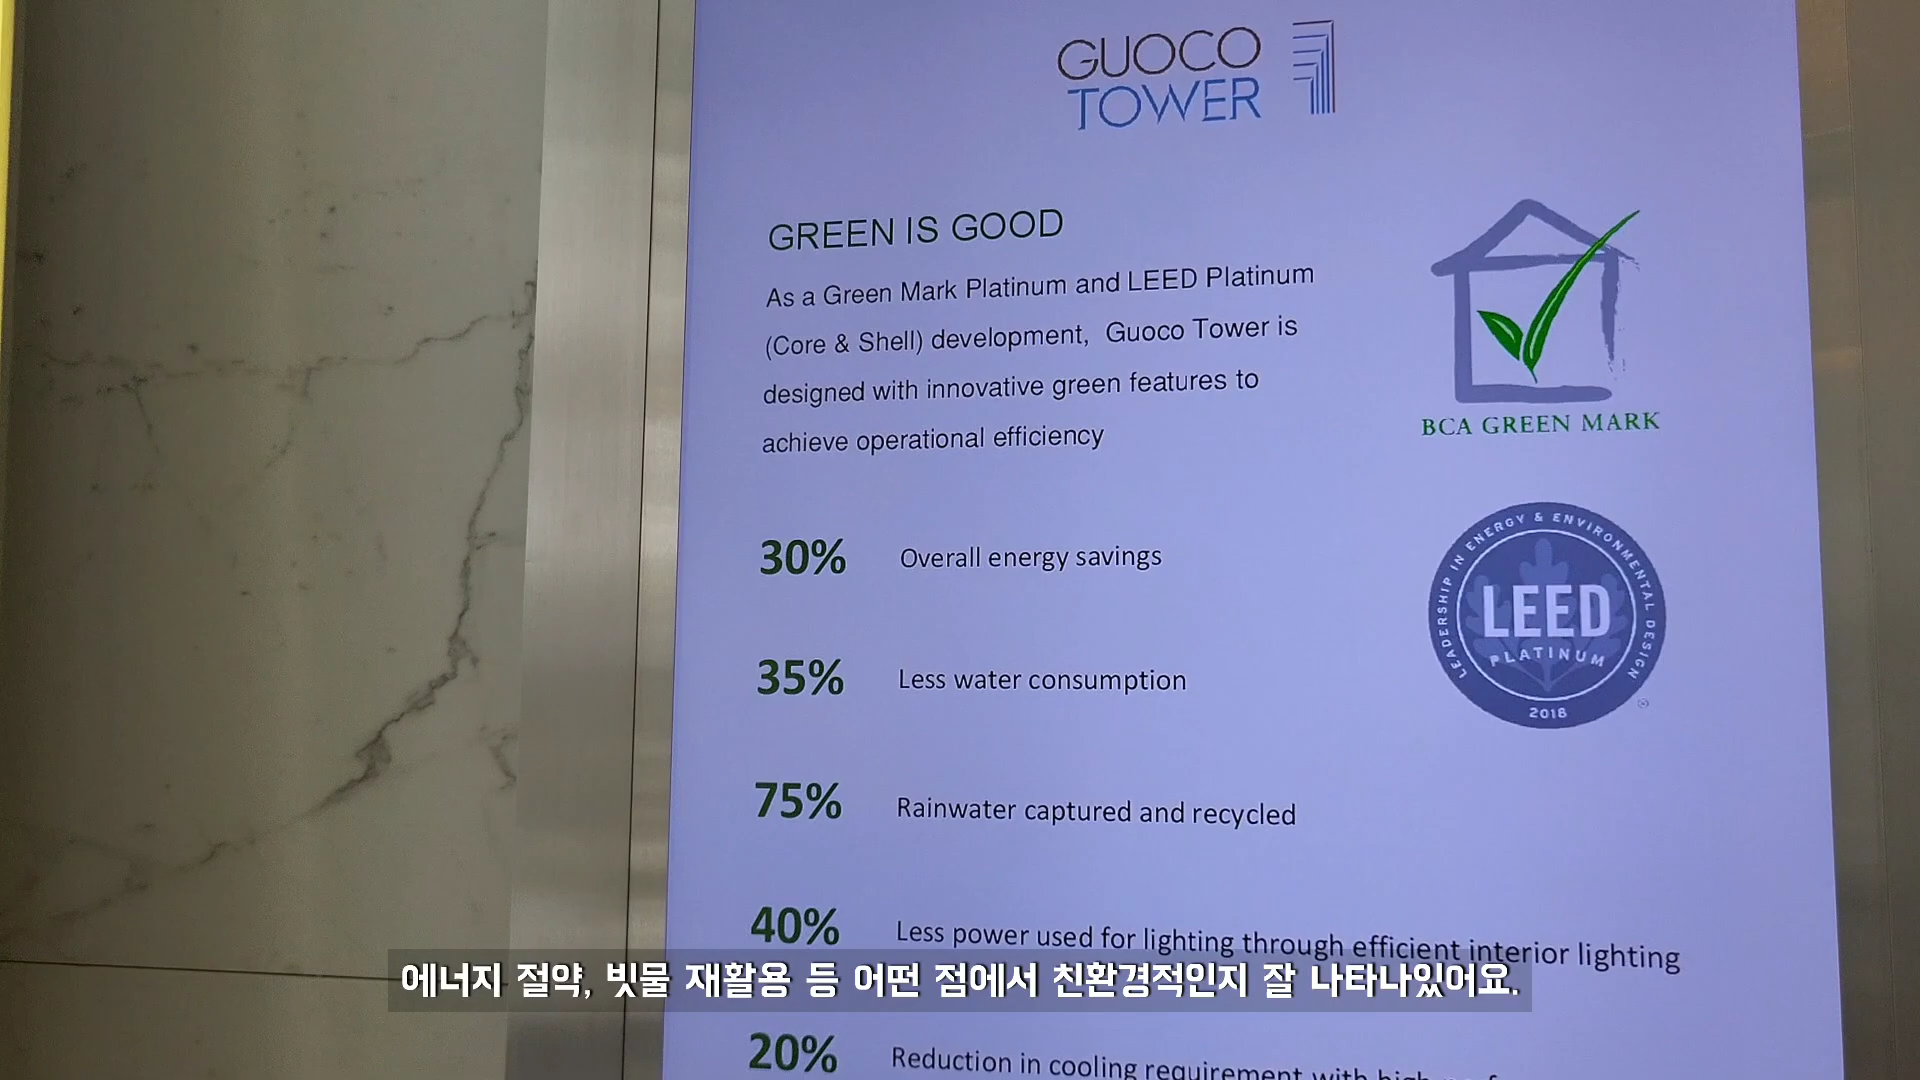 GUOCO
TOWER
GREEN IS GOOD
As a Green Mark Platinum and LEED Platinum
(Core & Shell) development, Guoco Tower is
designed with innovative green features to
achieve operational efficiency
BCA GREEN MARK
30% Overall energy savings
LEADERSHIP IN ENERGY & ENVIRONMENTAL DESIGN
LEED
PLATINUM
2018
35% Less water consumption
75% Rainwater captured and recycled
40% Less power used for lighting through efficient interior lighting
에너지 절약, 빗물 재활용 등 어떤 점에서 친환경적인지 잘 나타나있어요.
20% Reduction in cooling requirement with